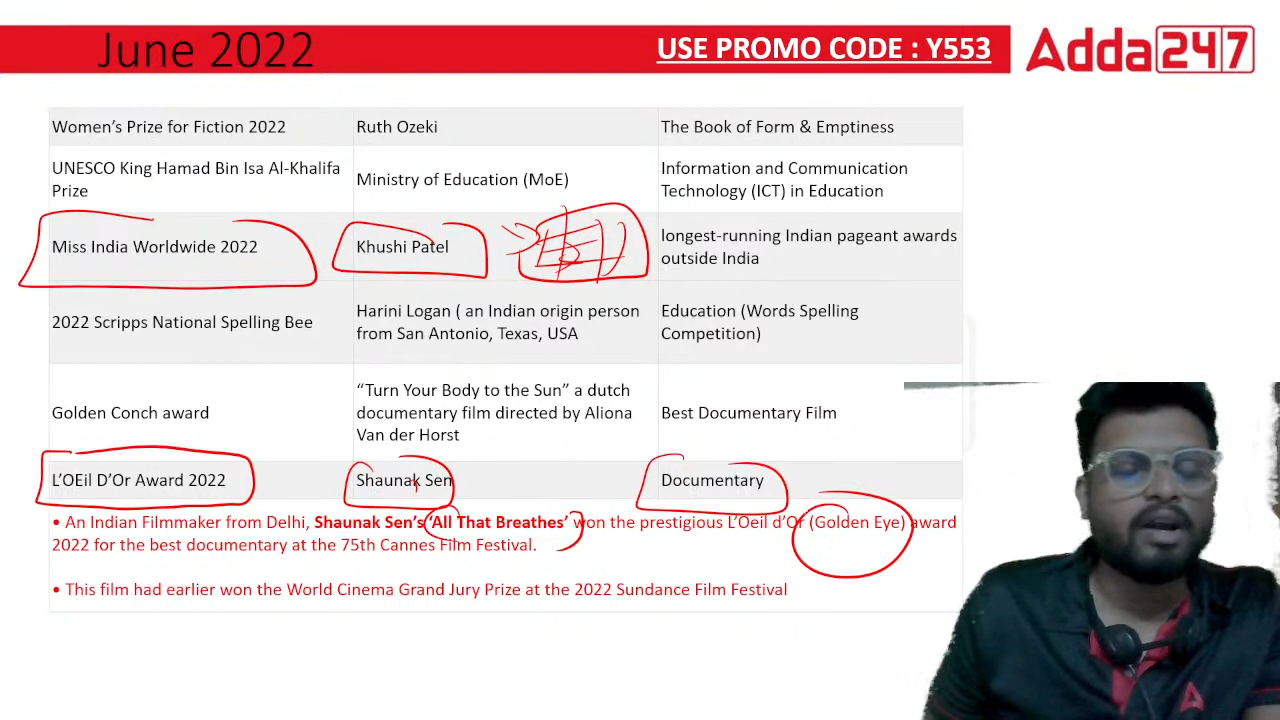 June 2022
USE PROMO CODE : Y553
Adda247
Women's Prize for Fiction 2022
Ruth Ozeki
The Book of Form & Emptiness
UNESCO King Hamad Bin Isa Al-Khalifa
Prize
Ministry of Education (MoE)
Information and Communication
Technology (ICT) in Education
Miss India Worldwide 2022
Khushi Patel
longest-running Indian pageant awards
outside India
2022 Scripps National Spelling Bee
Harini Logan ( an Indian origin person
from San Antonio, Texas, USA
Education (Words Spelling
Competition)
Golden Conch award
“Turn Your Body to the Sun” a dutch
documentary film directed by Aliona
Van der Horst
Best Documentary Film
L'OEil D'Or Award 2022
Shaunak Sen
Documentary
• An Indian Filmmaker from Delhi, Shaunak Sen's ‘All That Breathes’ won the prestigious L'Oeil d'Or (Golden Eye) award
2022 for the best documentary at the 75th Cannes Film Festival.
• This film had earlier won the World Cinema Grand Jury Prize at the 2022 Sundance Film Festival